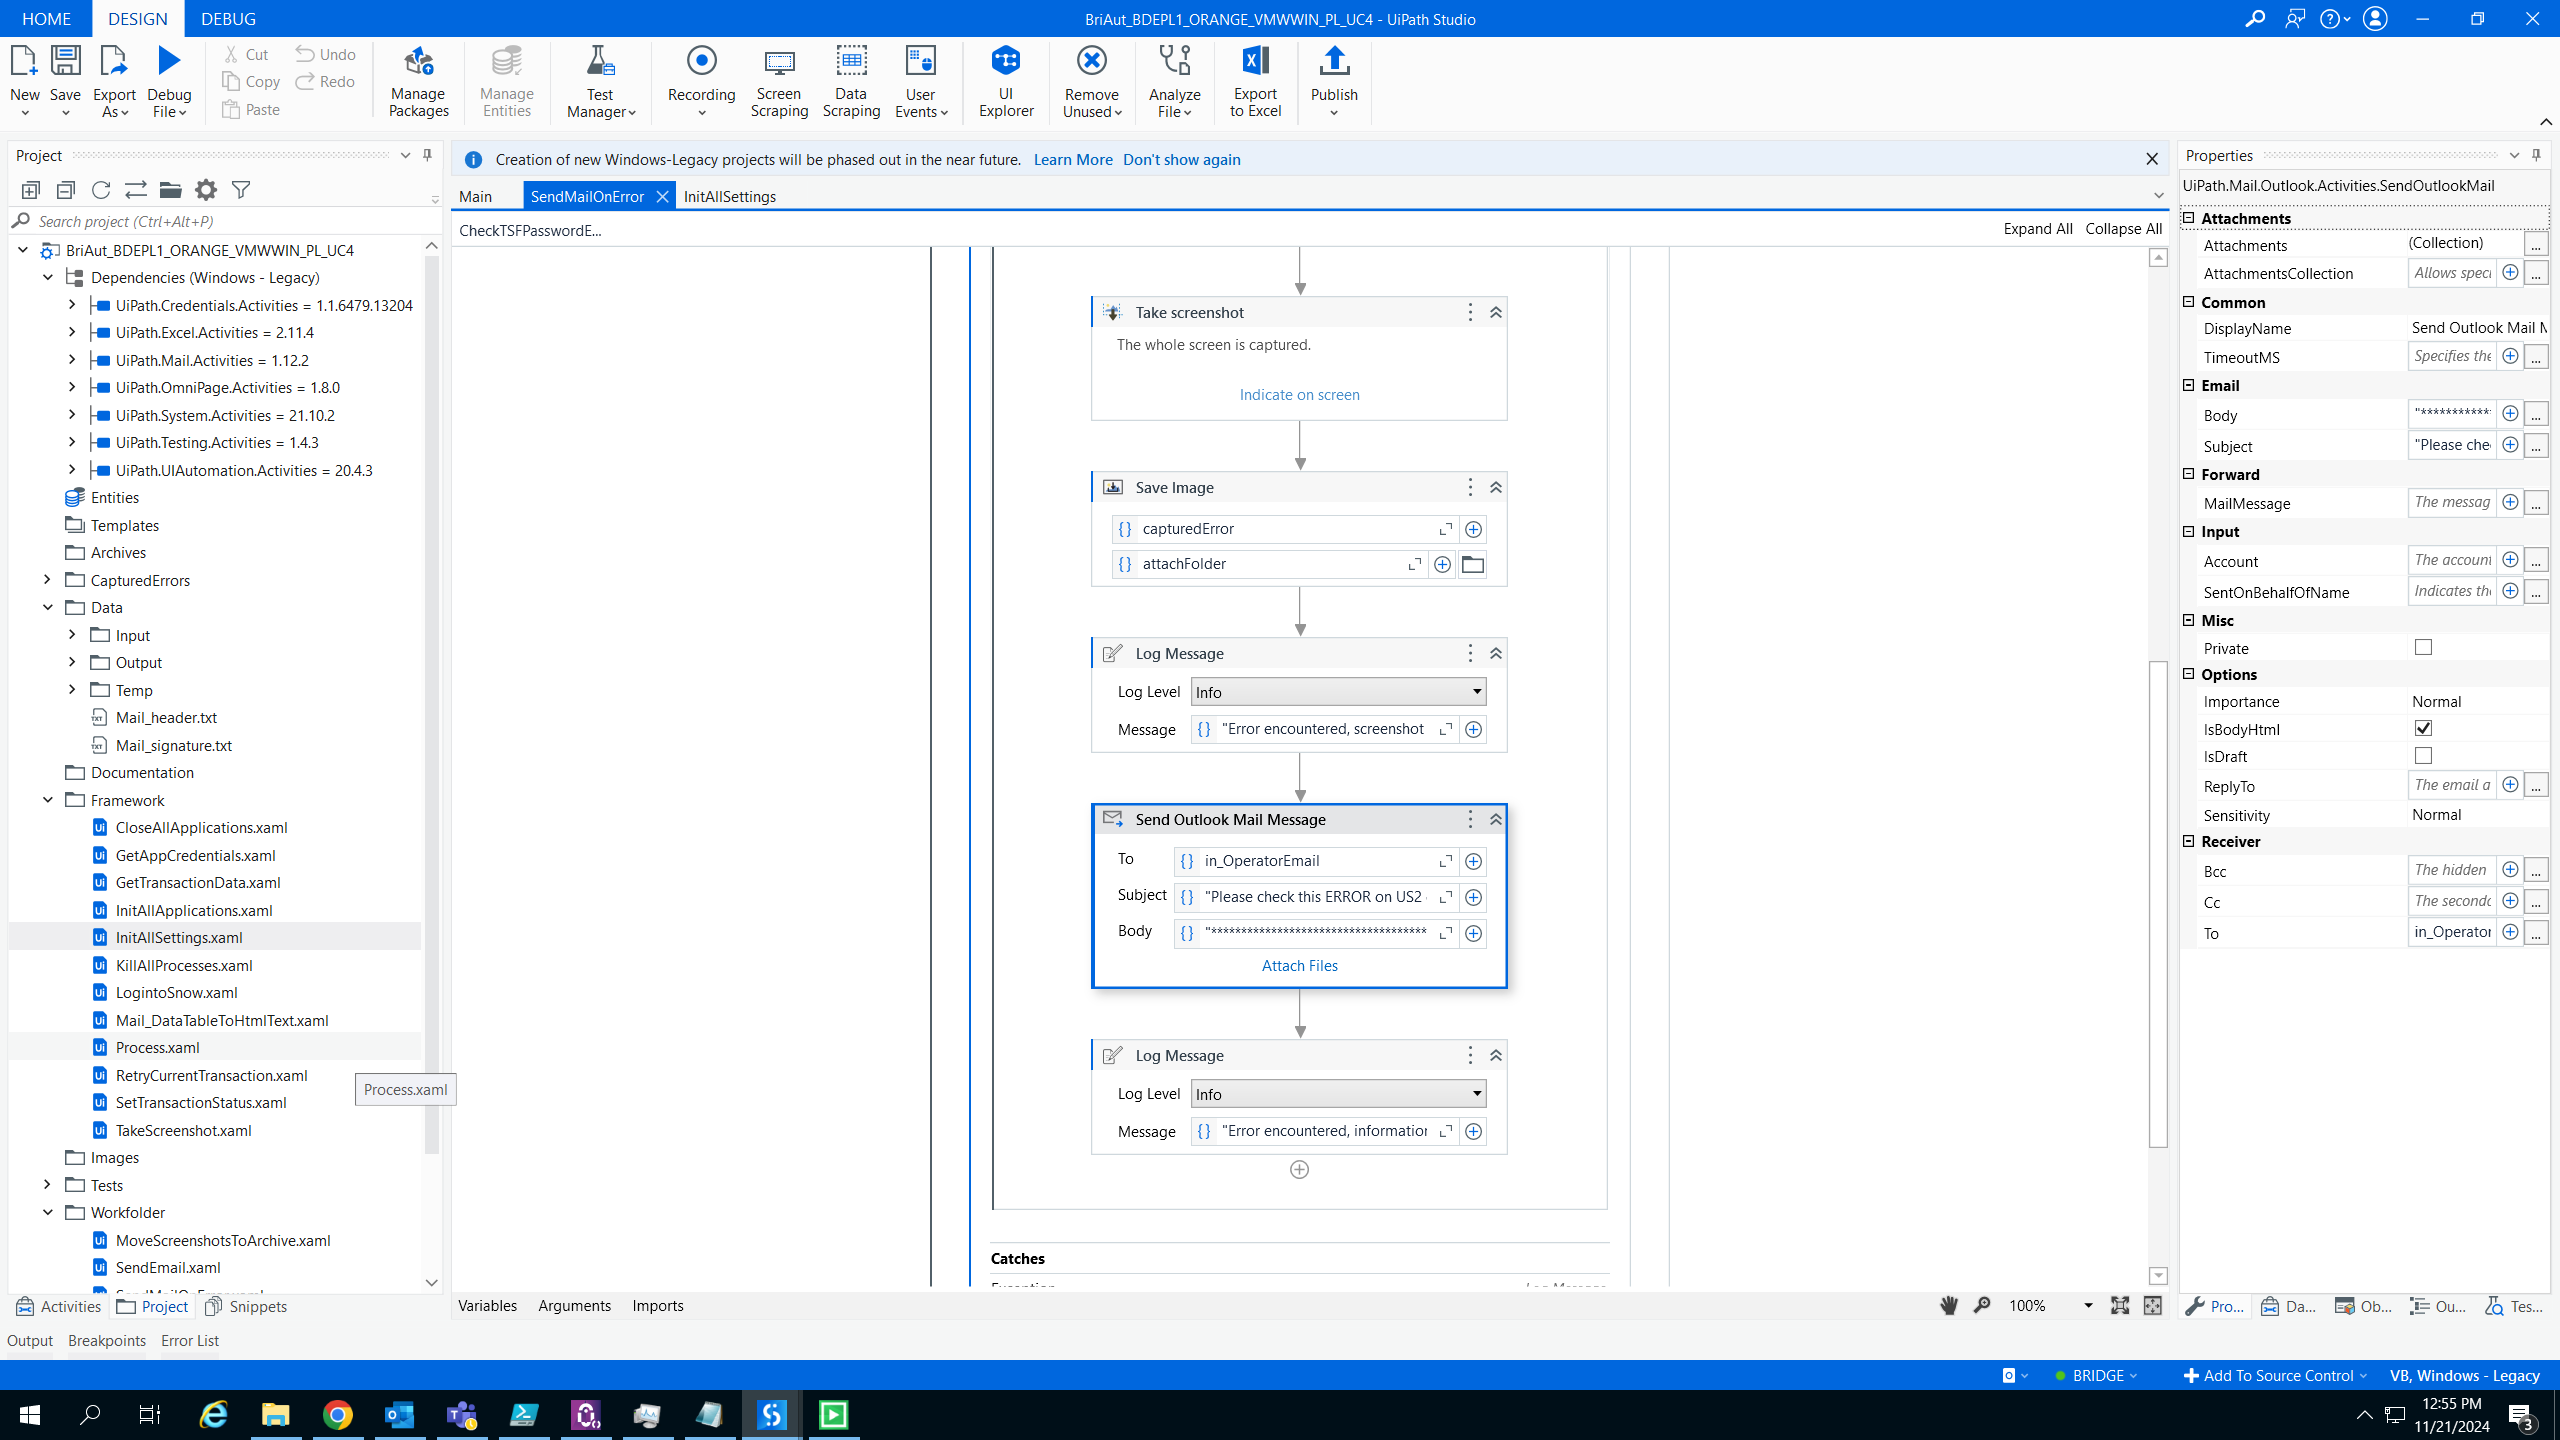 HOME DESIGN DEBUG
BriAut_BDEPL1_ORANGE_VMWWIN_PL_UC4 - UiPath Studio
New Save Export As Debug File
Cut Undo
Copy Redo
Paste
Manage Packages
Manage Entities
Test Manager
Recording
Screen Scraping
Data Scraping
User Events
UI Explorer
Remove Unused
Analyze File
Export to Excel
Publish
Project
Search project (Ctrl+Alt+P)
BriAut_BDEPL1_ORANGE_VMWWIN_PL_UC4
Dependencies (Windows - Legacy)
UiPath.Credentials.Activities = 1.1.6479.13204
UiPath.Excel.Activities = 2.11.4
UiPath.Mail.Activities = 1.12.2
UiPath.OmniPage.Activities = 1.8.0
UiPath.System.Activities = 21.10.2
UiPath.Testing.Activities = 1.4.3
UiPath.UIAutomation.Activities = 20.4.3
Entities
Templates
Archives
CapturedErrors
Data
Input
Output
Temp
Mail_header.txt
Mail_signature.txt
Documentation
Framework
CloseAllApplications.xaml
GetAppCredentials.xaml
GetTransactionData.xaml
InitAllApplications.xaml
InitAllSettings.xaml
KillAllProcesses.xaml
LogintoSnow.xaml
Mail_DataTableToHtmlText.xaml
Process.xaml
RetryCurrentTransaction.xaml
Process.xaml
SetTransactionStatus.xaml
TakeScreenshot.xaml
Images
Tests
Workfolder
MoveScreenshotsToArchive.xaml
SendEmail.xaml
Activities Project Snippets
Output Breakpoints Error List
Creation of new Windows-Legacy projects will be phased out in the near future. Learn More Don't show again
Main SendMailOnError InitAllSettings
CheckTSFPasswordE...
Expand All Collapse All
Take screenshot
The whole screen is captured.
Indicate on screen
Save Image
capturedError
attachFolder
Log Message
Log Level Info
Message "Error encountered, screenshot
Send Outlook Mail Message
To in_OperatorEmail
Subject "Please check this ERROR on US2
Body "************************************
Attach Files
Log Message
Log Level Info
Message "Error encountered, information
Catches
Exception Log Message
Variables Arguments Imports
100%
Properties
UiPath.Mail.Outlook.Activities.SendOutlookMail
Attachments
Attachments (Collection) ...
AttachmentsCollection Allows speci ...
Common
DisplayName Send Outlook Mail M
TimeoutMS Specifies the ...
Email
Body "************ ...
Subject "Please che ...
Forward
MailMessage The messag ...
Input
Account The account ...
SentOnBehalfOfName Indicates th ...
Misc
Private
Options
Importance Normal
IsBodyHtml
IsDraft
ReplyTo The email a ...
Sensitivity Normal
Receiver
Bcc The hidden ...
Cc The secondc ...
To in_Operator ...
Pro... Da... Ob... Ou... Tes...
BRIDGE
Add To Source Control
VB, Windows - Legacy
12:55 PM
11/21/2024
3